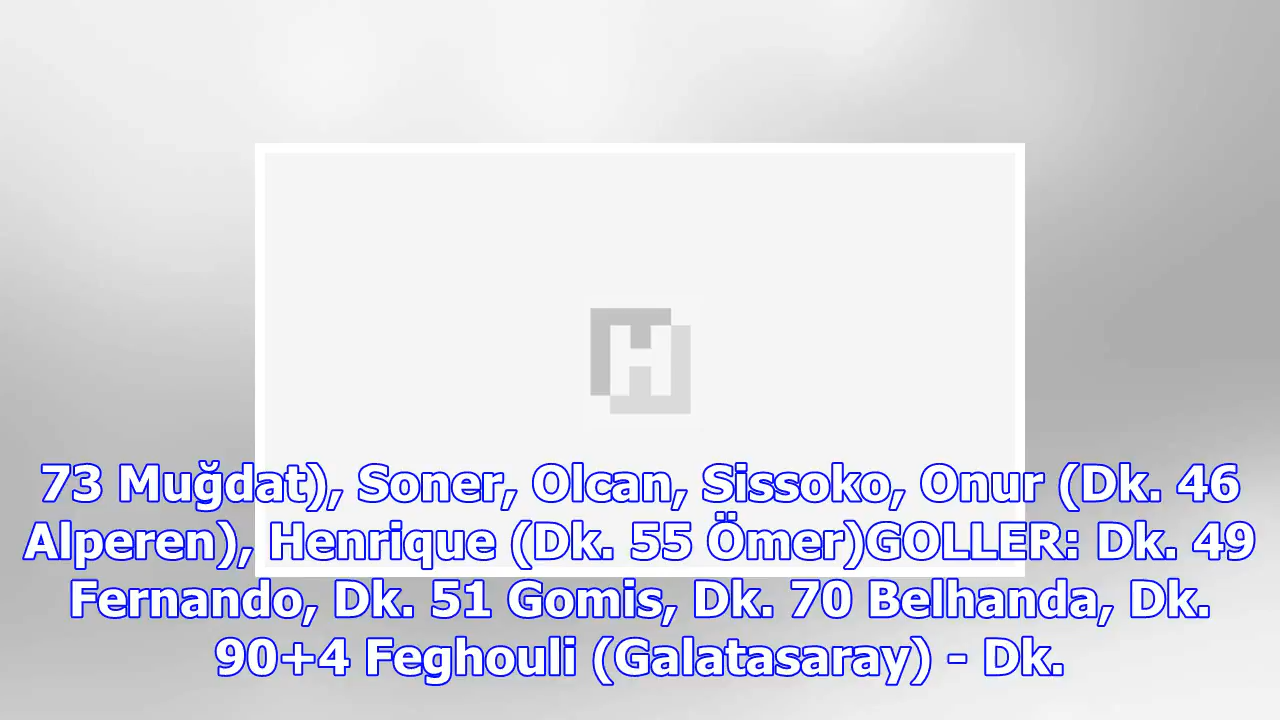 H
73 Muğdat), Soner, Olcan, Sissoko, Onur (Dk. 46
Alperen), Henrique (Dk. 55 Ömer)GOLLER: Dk. 49
Fernando, Dk. 51 Gomis, Dk. 70 Belhanda, Dk.
90+4 Feghouli (Galatasaray) - Dk.